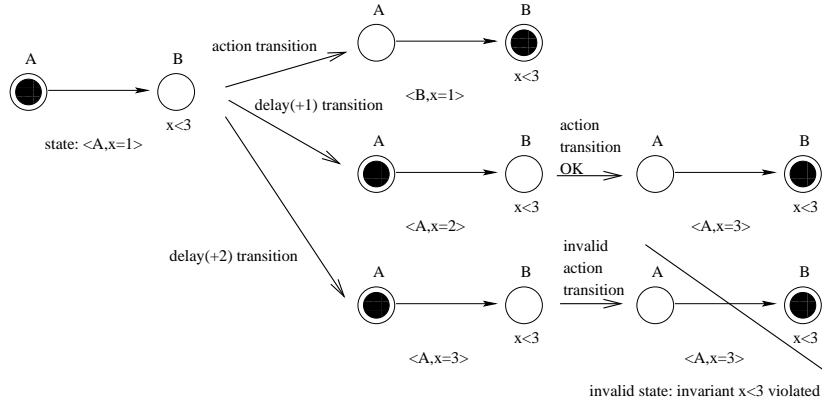 A
B
x<3
state: <A,x=1>
action transition
delay(+1) transition
delay(+2) transition
A
B
x<3
<B,x=1>
A
B
x<3
<A,x=2>
action
transition
OK
A
B
x<3
<A,x=3>
A
B
x<3
<A,x=3>
invalid
action
transition
A
B
x<3
<A,x=3>
invalid state: invariant x<3 violated